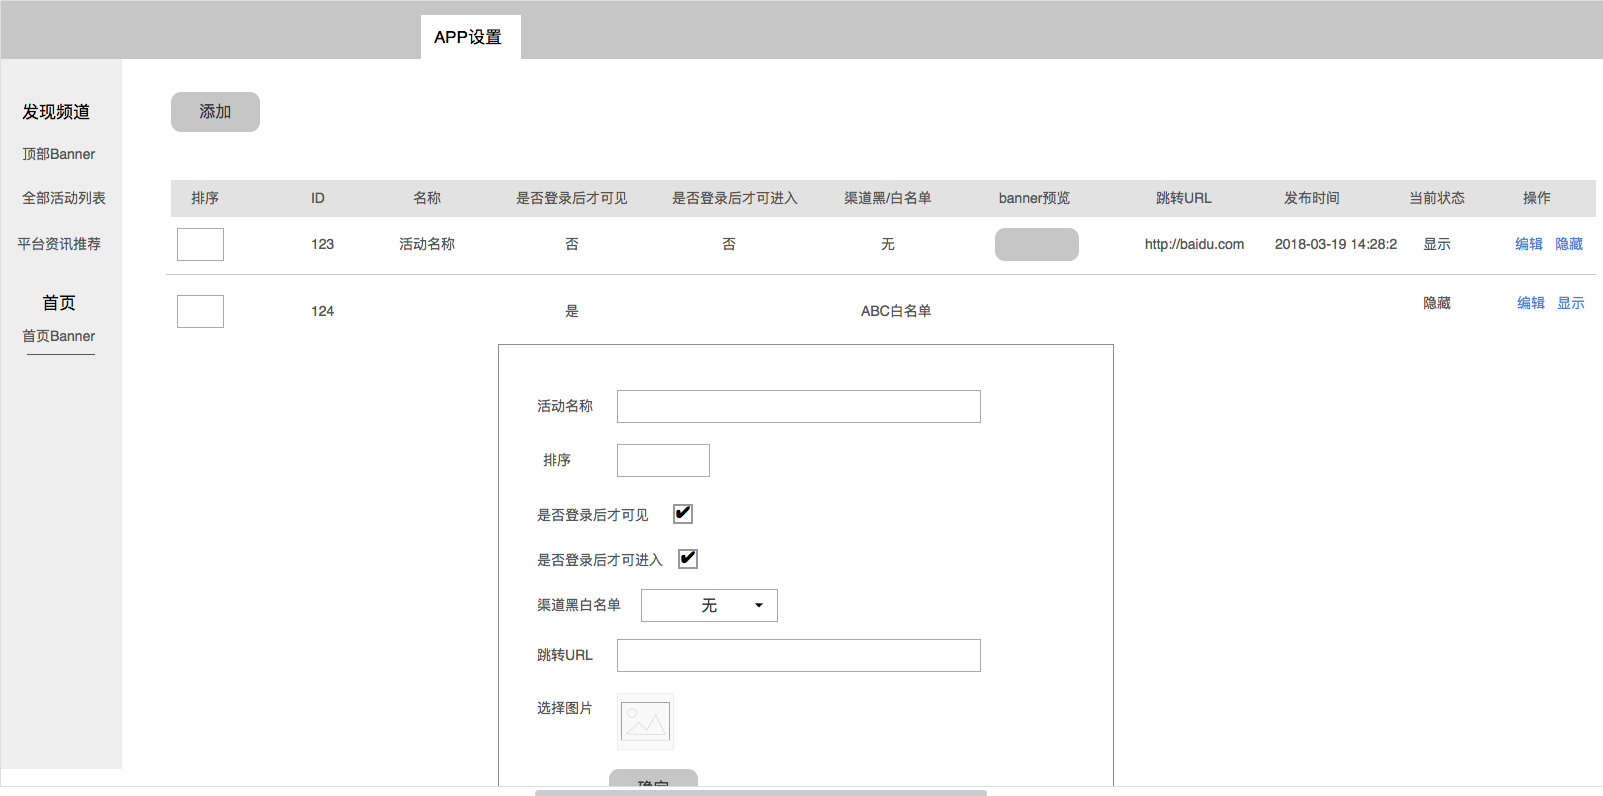 APP设置
发现频道
顶部Banner
全部活动列表
平台资讯推荐
首页
首页Banner
添加
排序 ID 名称 是否登录后才可见 是否登录后才可进入 渠道黑/白名单 banner预览 跳转URL 发布时间 当前状态 操作
123 活动名称 否 否 无 http://baidu.com 2018-03-19 14:28:2 显示 编辑 隐藏
124 是 ABC白名单 隐藏 编辑 显示
活动名称
排序
是否登录后才可见
是否登录后才可进入
渠道黑白名单 无
跳转URL
选择图片
确定